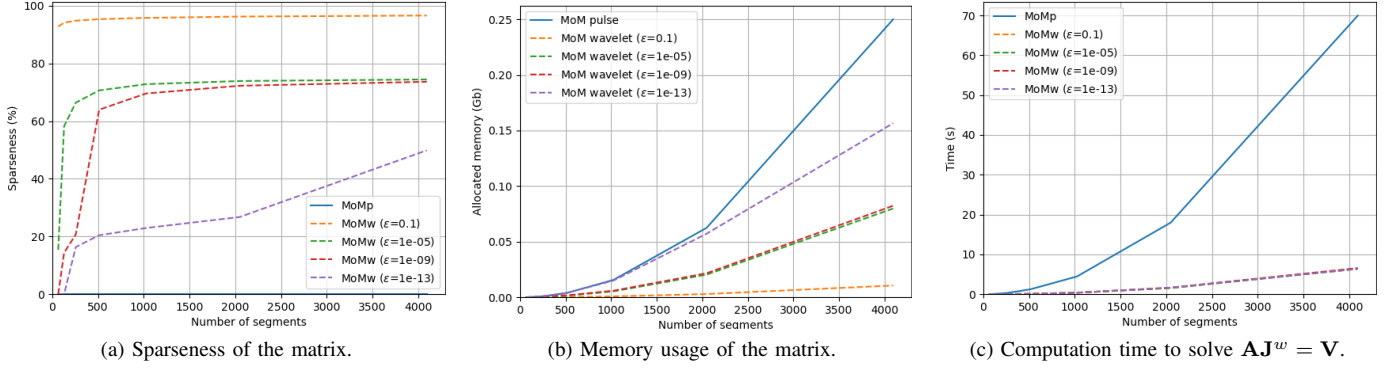 100
80
60
40
20
0
Sparseness (%)
0 500 1000 1500 2000 2500 3000 3500 4000
Number of segments
MoMp
MoMw (ε=0.1)
MoMw (ε=1e-05)
MoMw (ε=1e-09)
MoMw (ε=1e-13)
(a) Sparseness of the matrix.
0.25
0.20
0.15
0.10
0.05
0.00
Allocated memory (Gb)
0 500 1000 1500 2000 2500 3000 3500 4000
Number of segments
MoM pulse
MoM wavelet (ε=0.1)
MoM wavelet (ε=1e-05)
MoM wavelet (ε=1e-09)
MoM wavelet (ε=1e-13)
(b) Memory usage of the matrix.
70
60
50
40
30
20
10
0
Time (s)
0 500 1000 1500 2000 2500 3000 3500 4000
Number of segments
MoMp
MoMw (ε=0.1)
MoMw (ε=1e-05)
MoMw (ε=1e-09)
MoMw (ε=1e-13)
(c) Computation time to solve AJʷ = V.